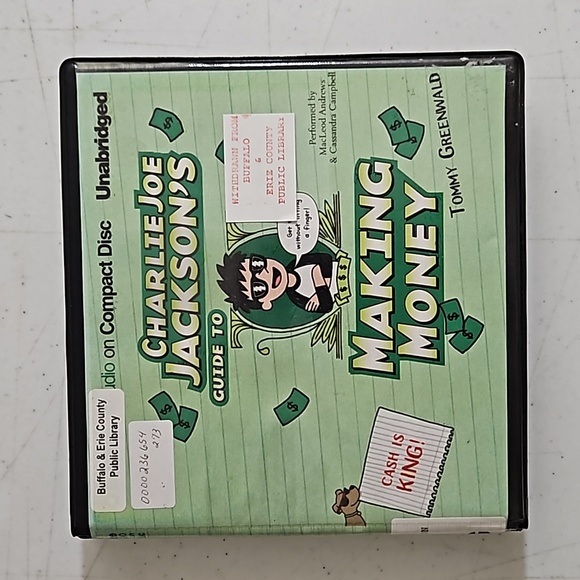 Audio on Compact Disc Unabridged
CHARLIE JOE
JACKSON'S
GUIDE TO
MAKING
MONEY
TOMMY GREENWALD
Performed by
MacLeod Andrews
& Cassandra Campbell
WITHDRAWN FROM
BUFFALO
&
ERIE COUNTY
PUBLIC LIBRARY
without lifting
a finger!
$ $ $
CASH IS
KING!
Buffalo & Erie County
Public Library
0000236654
273